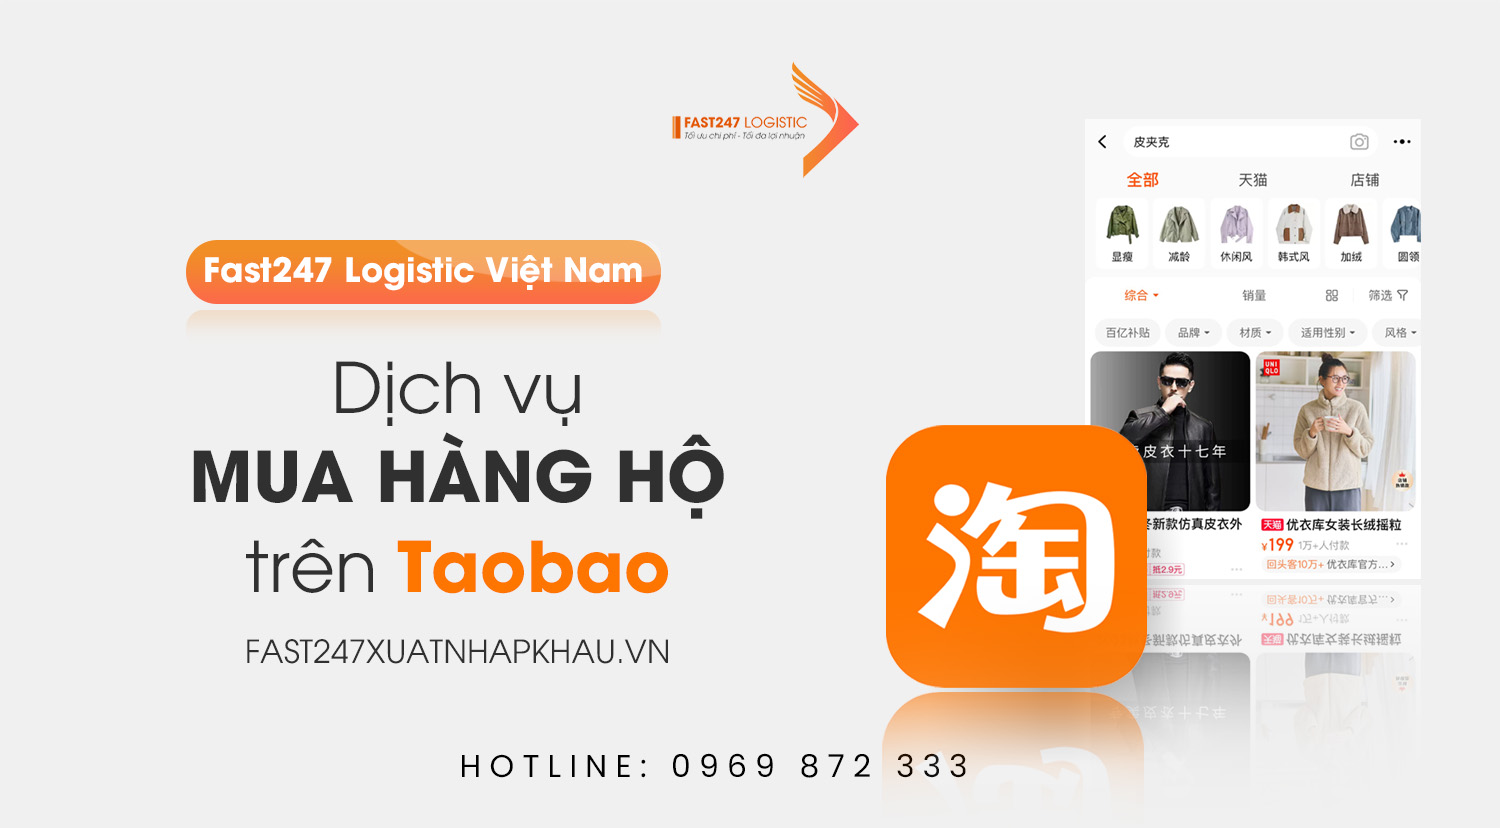 FAST247 LOGISTIC
Tối ưu chi phí - Tối đa lợi nhuận
Fast247 Logistic Việt Nam
Dịch vụ
MUA HÀNG HỘ
trên Taobao
FAST247XUATNHAPKHAU.VN
HOTLINE: 0969 872 333
淘
皮夹克
全部 天猫 店铺
显瘦 减龄 休闲风 韩式风 加绒 圆领
综合 销量 筛选
百亿补贴 品牌 材质 适用性别 风格
UNI
QLO
皮衣十七年
冬新款仿真皮衣外
付款
抵2.9元
天猫 优衣库女装长绒摇粒
¥199 1万+人付款
回头客10万+ 优衣库官方...